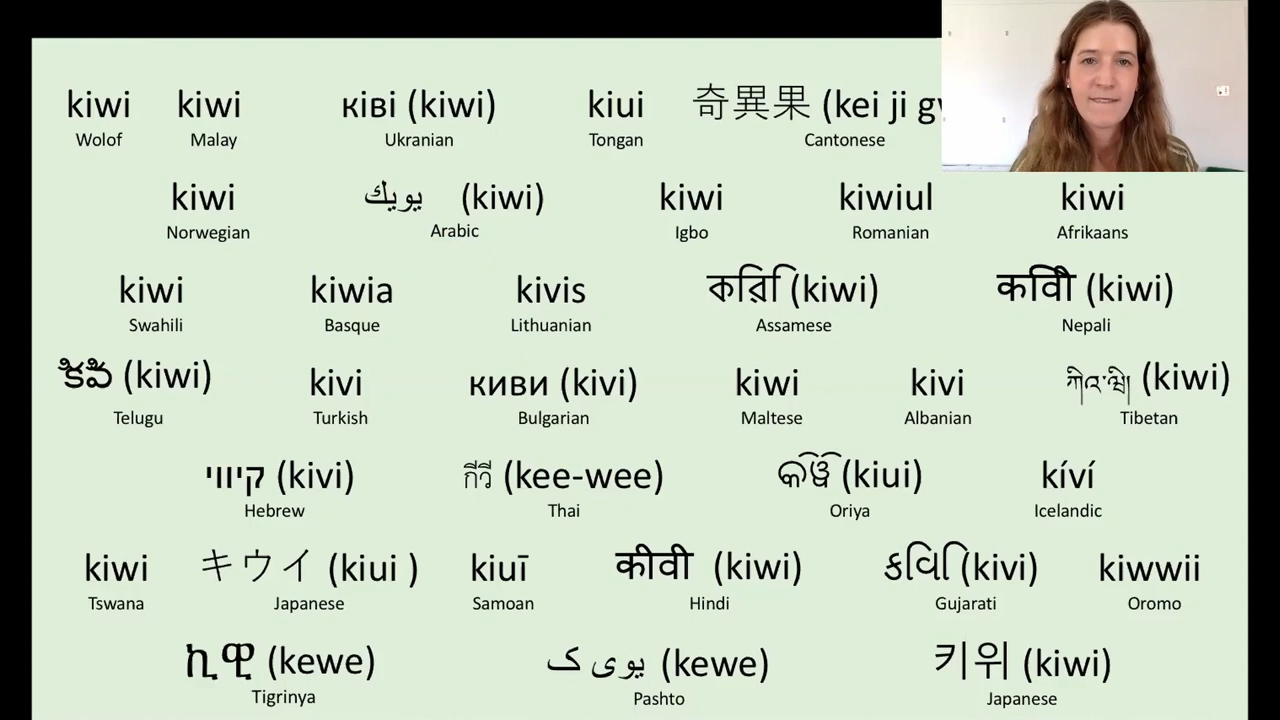 kiwi kiwi ківі (kiwi) kiui 奇異果 (kei ji
Wolof Malay Ukranian Tongan Cantonese
kiwi يويك (kiwi) kiwi kiwiul kiwi
Norwegian Arabic Igbo Romanian Afrikaans
kiwi kiwia kivis (kiwi) (kiwi)
Swahili Basque Lithuanian Assamese Nepali
(kiwi) kivi киви (kivi) kiwi kivi (kiwi)
Telugu Turkish Bulgarian Maltese Albanian Tibetan
קיווי (kivi) กีวี (kee-wee) (kiui) kíví
Hebrew Thai Oriya Icelandic
kiwi キウイ (kiui ) kiuī कीवी (kiwi) (kivi) kiwwii
Tswana Japanese Samoan Hindi Gujarati Oromo
ኪዊ (kewe) يوی ک (kewe) 키위 (kiwi)
Tigrinya Pashto Japanese